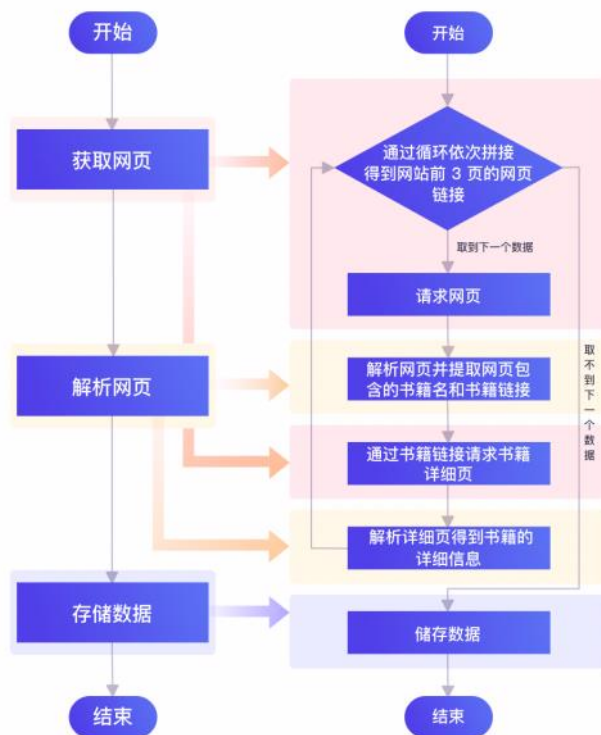 开始
获取网页
解析网页
存储数据
结束
开始
通过循环依次拼接
得到网站前 3 页的网页
链接
取到下一个数据
请求网页
解析网页并提取网页包
含的书籍名和书籍链接
通过书籍链接请求书籍
详细页
解析详细页得到书籍的
详细信息
取不到下一个数据
储存数据
结束